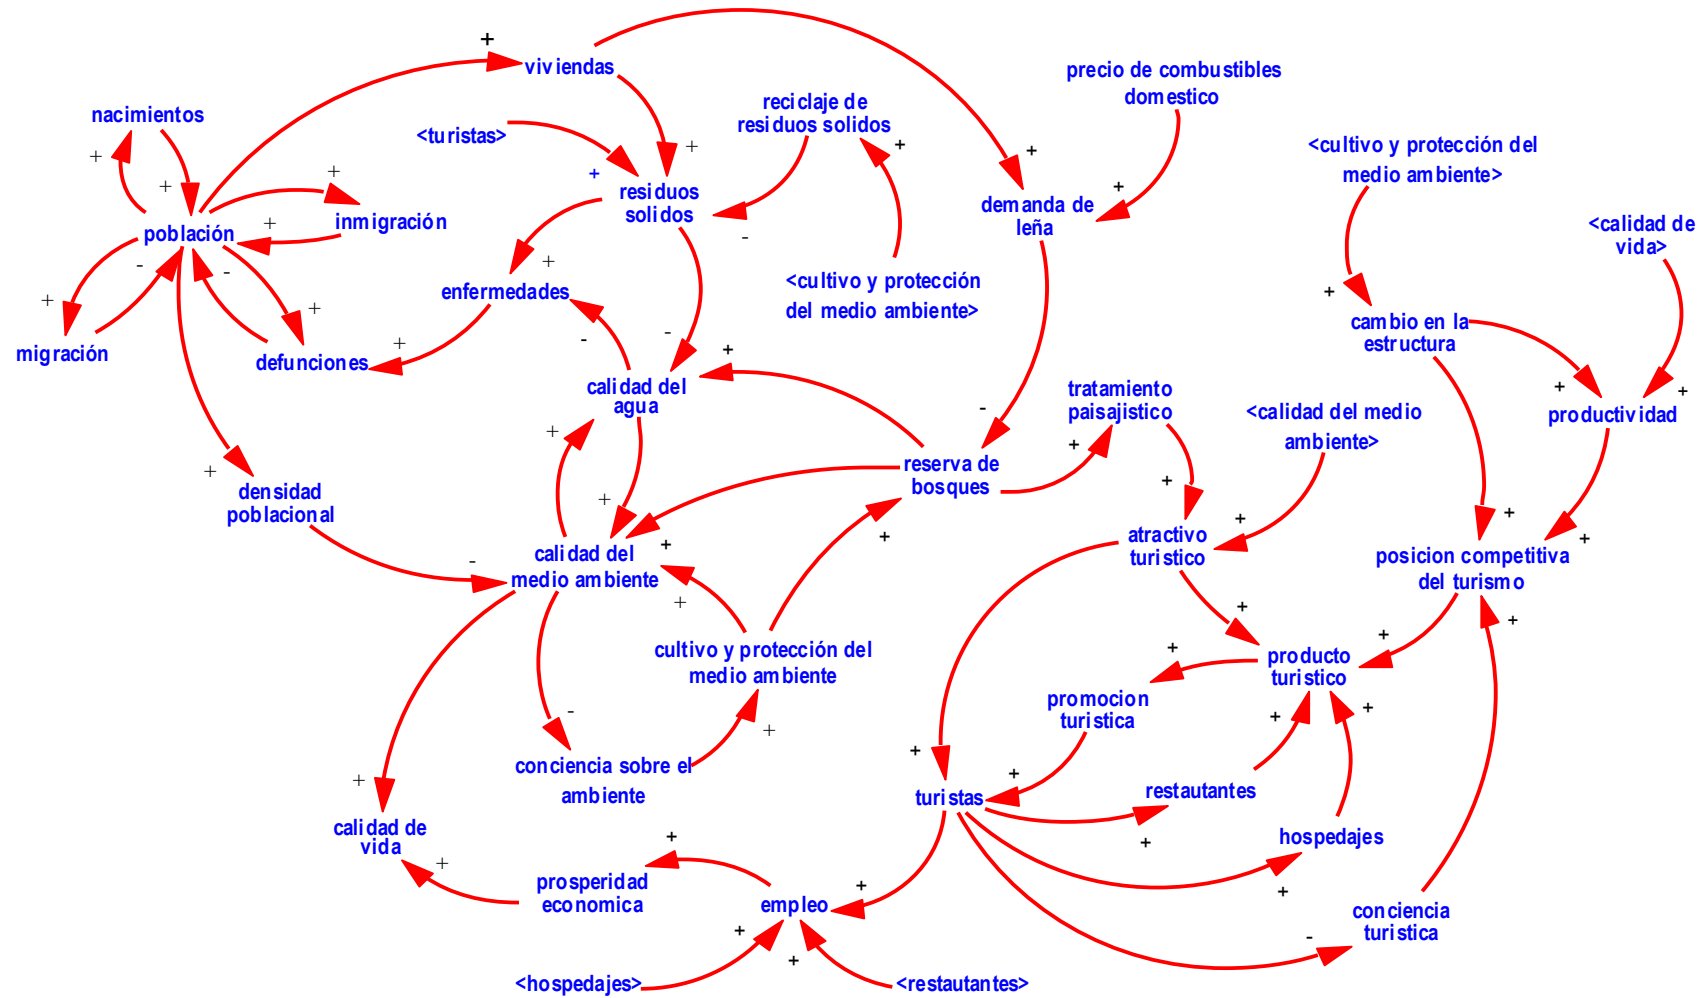 viviendas
precio de combustibles
domestico
nacimientos
<turistas>
reciclaje de
residuos solidos
<cultivo y protección del
medio ambiente>
residuos
solidos
demanda de
leña
población
inmigración
<calidad de
vida>
enfermedades
<cultivo y protección
del medio ambiente>
migración
defunciones
cambio en la
estructura
calidad del
agua
tratamiento
paisajistico
<calidad del medio
ambiente>
productividad
reserva de
bosques
densidad
poblacional
atractivo
turistico
calidad del
medio ambiente
posicion competitiva
del turismo
cultivo y protección del
medio ambiente
producto
turistico
promocion
turistica
conciencia sobre el
ambiente
turistas
restautantes
calidad de
vida
hospedajes
prosperidad
economica
empleo
conciencia
turistica
<hospedajes>
<restautantes>